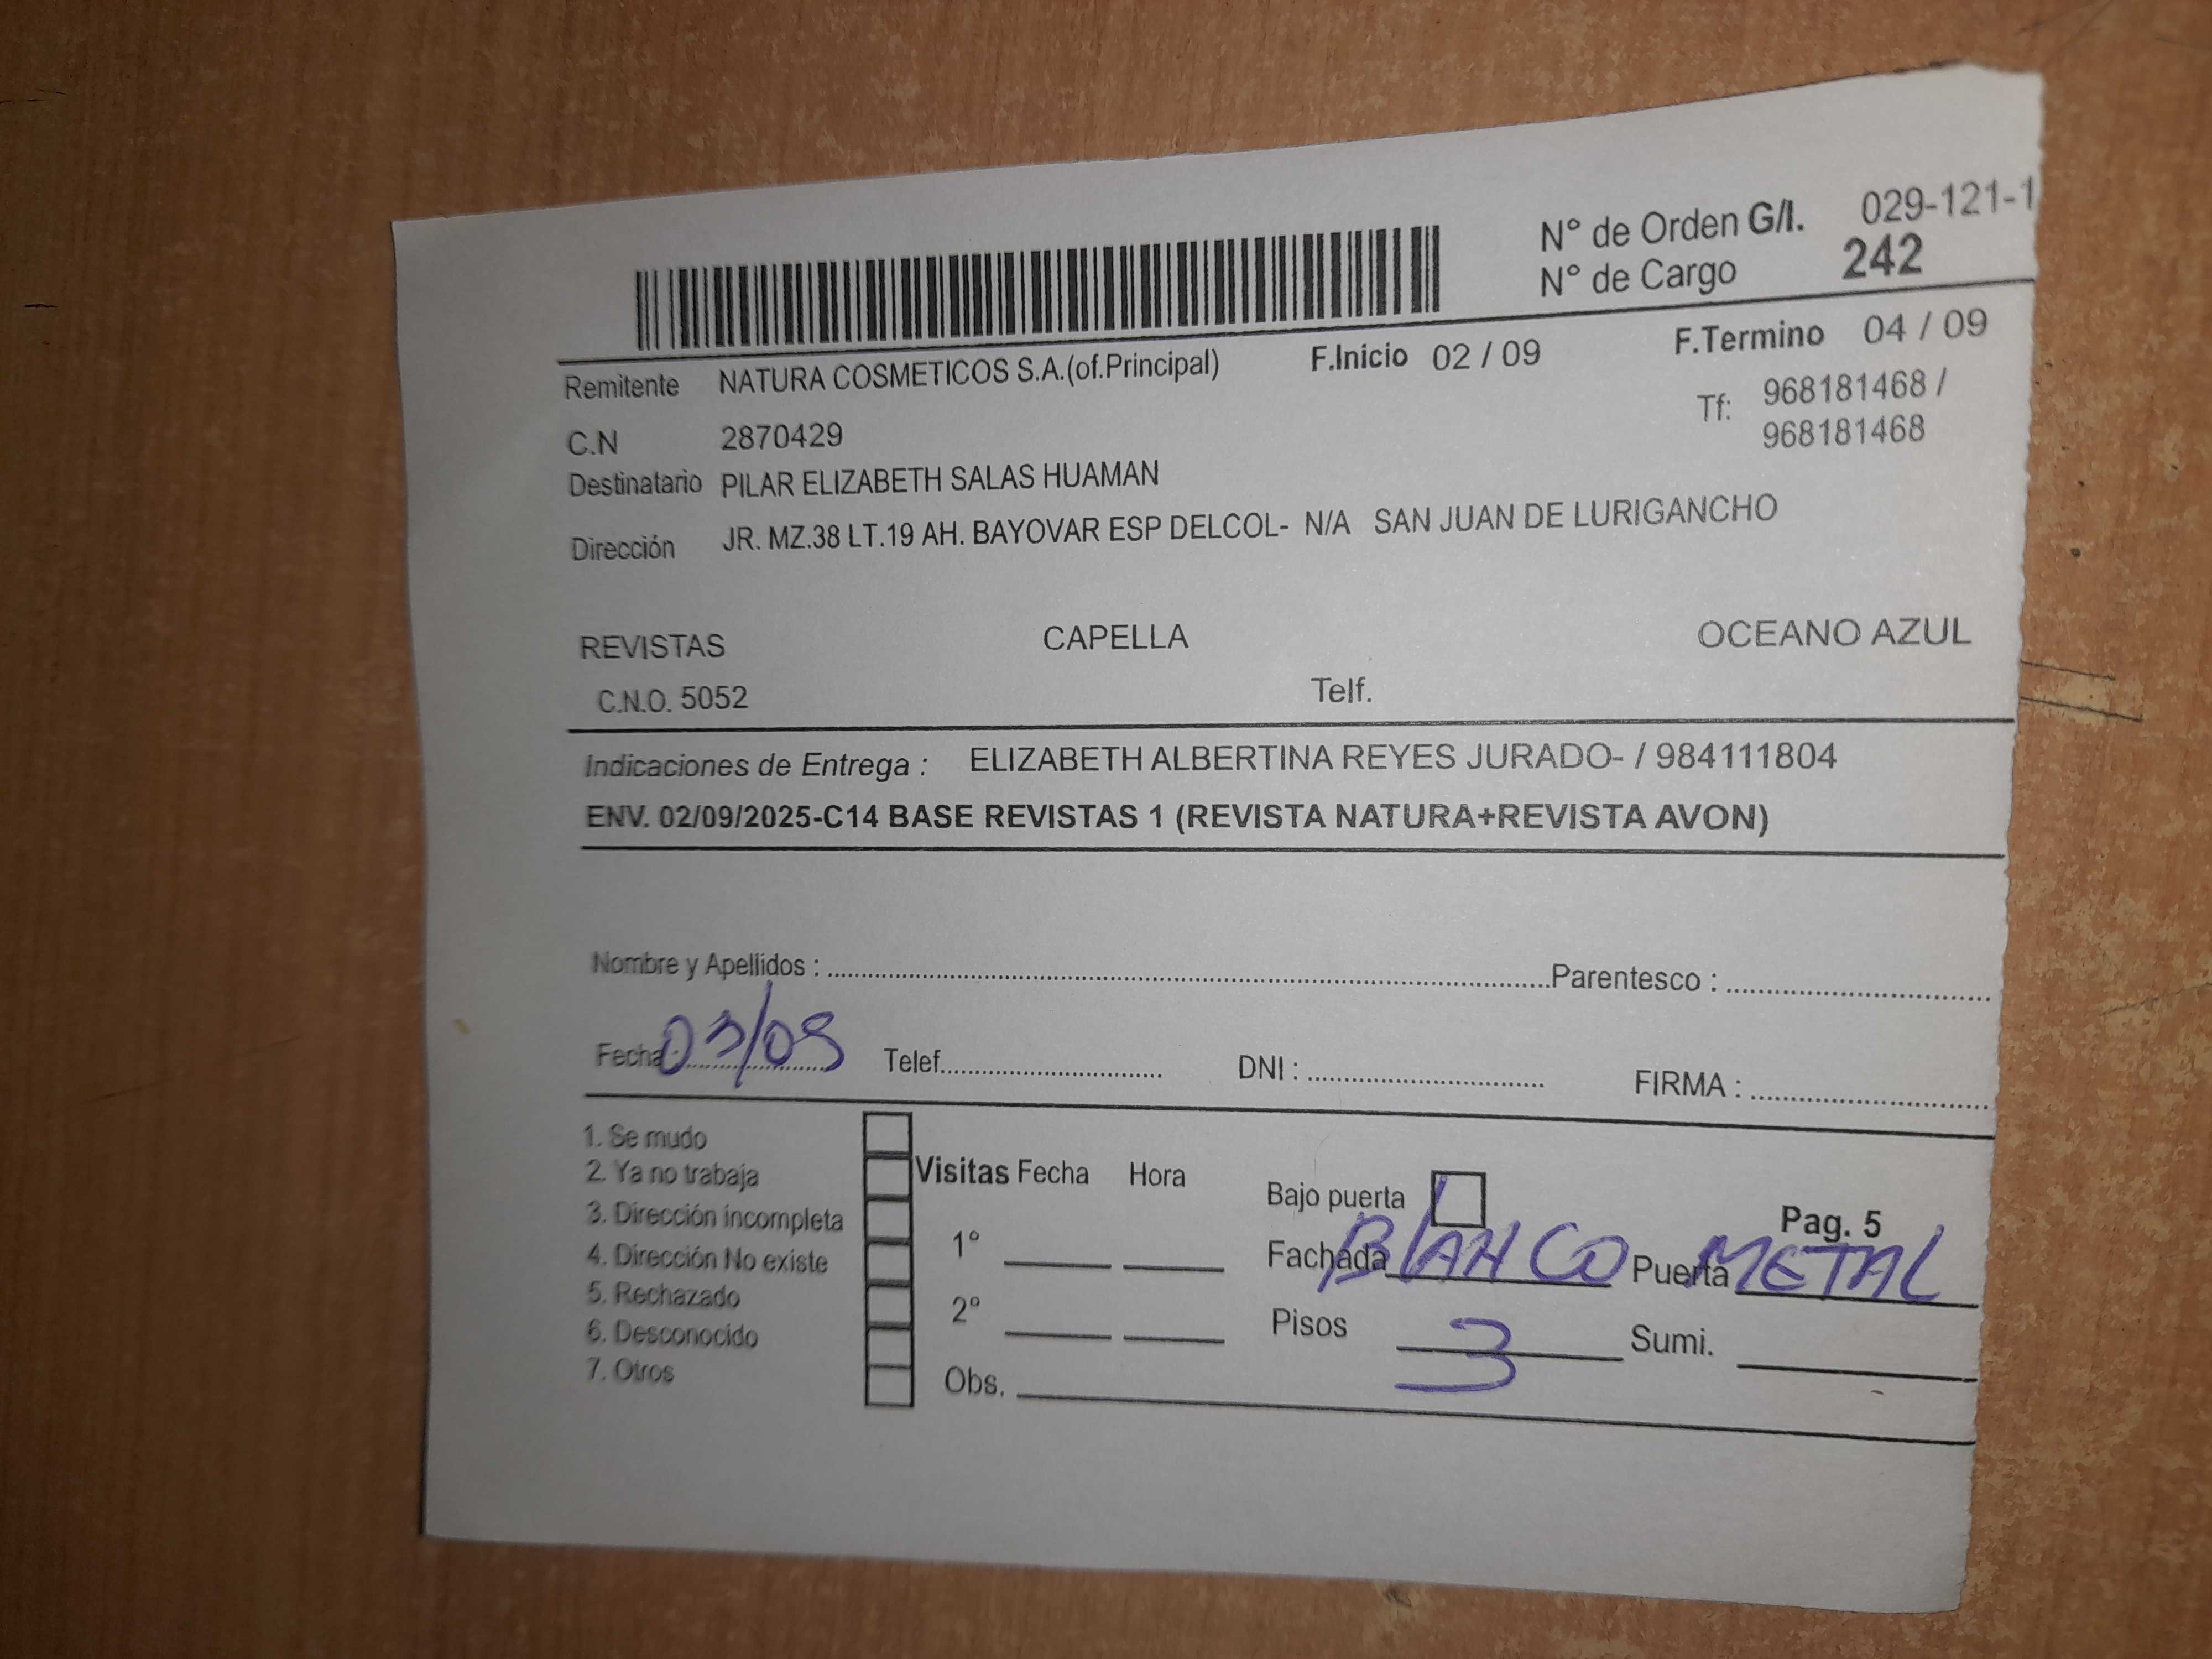 N° de Orden G/I. 029-121-1
N° de Cargo 242
Remitente NATURA COSMETICOS S.A.(of.Principal) F.Inicio 02 / 09 F.Termino 04 / 09
C.N 2870429 Tf: 968181468 /
968181468
Destinatario PILAR ELIZABETH SALAS HUAMAN
Dirección JR. MZ.38 LT.19 AH. BAYOVAR ESP DELCOL- N/A SAN JUAN DE LURIGANCHO
REVISTAS CAPELLA OCEANO AZUL
C.N.O. 5052 Telf.
Indicaciones de Entrega : ELIZABETH ALBERTINA REYES JURADO- / 984111804
ENV. 02/09/2025-C14 BASE REVISTAS 1 (REVISTA NATURA+REVISTA AVON)
Nombre y Apellidos : Parentesco :
Fecha: 03/09 Telef. DNI : FIRMA :
1. Se mudo
2. Ya no trabaja Visitas Fecha Hora Bajo puerta
3. Dirección incompleta Pag. 5
4. Dirección No existe 1° Fachada BLANCO Puerta METAL
5. Rechazado
6. Desconocido 2° Pisos 3 Sumi.
7. Otros Obs.